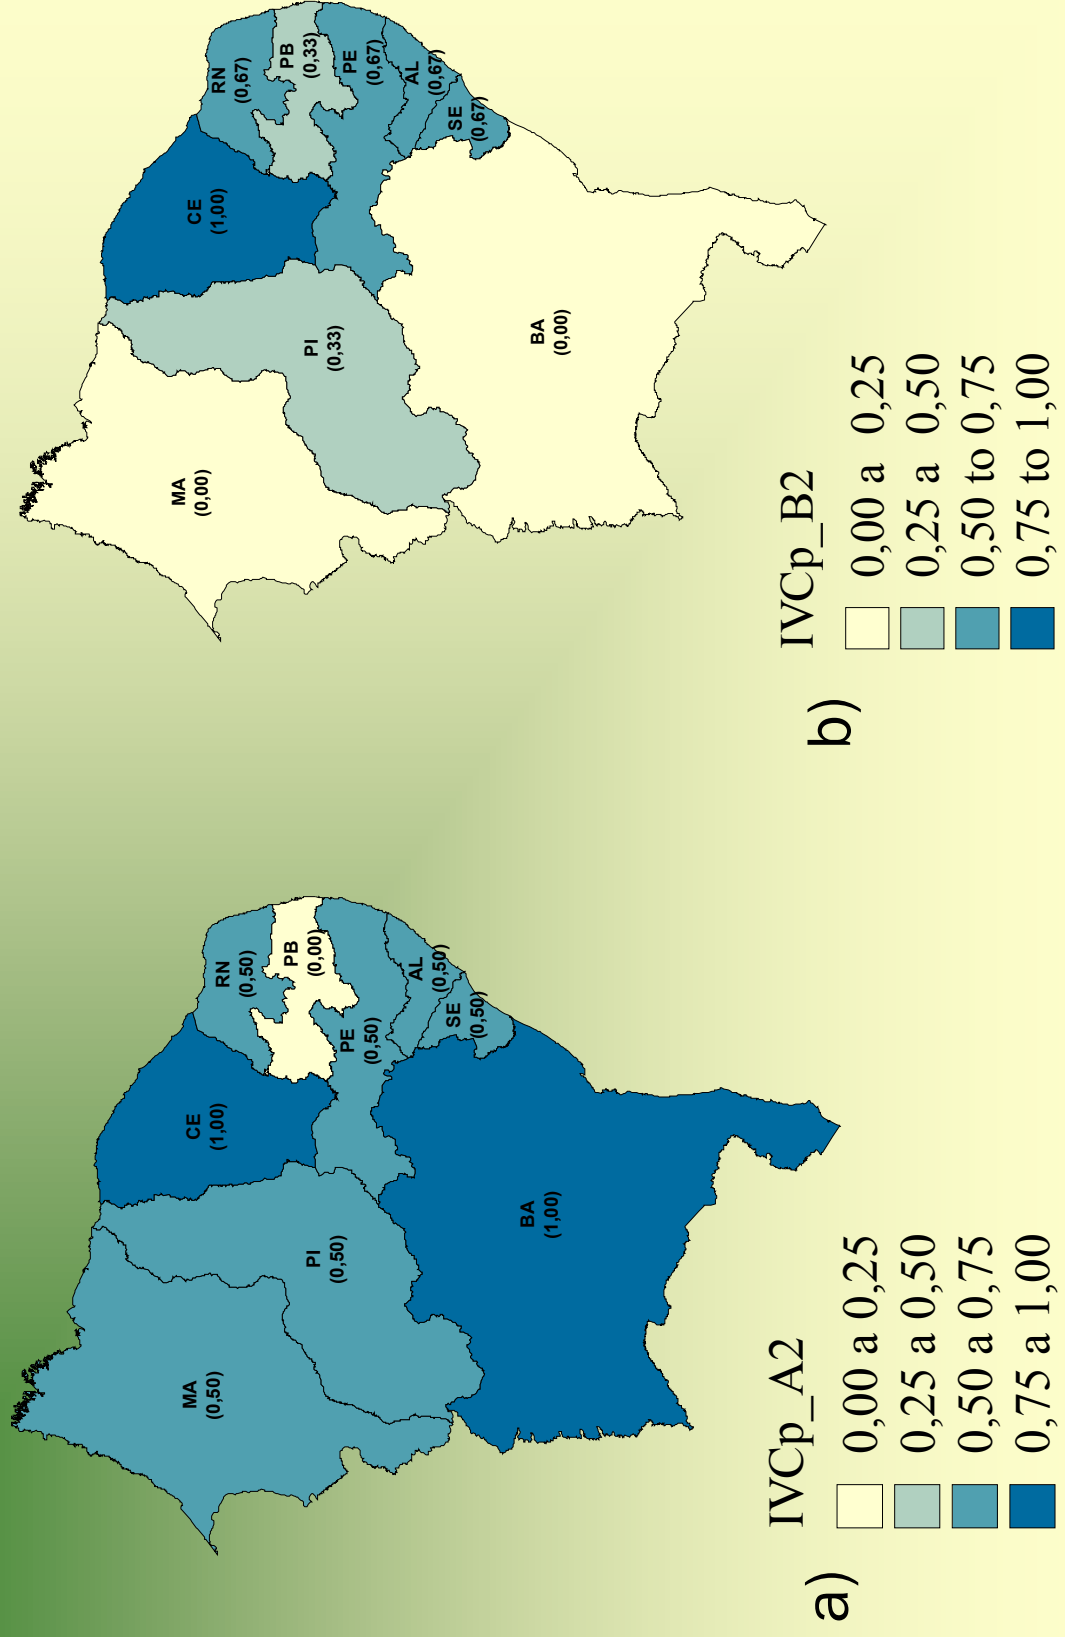 MA
(0,50)
PI
(0,50)
CE
(1,00)
RN
(0,50)
PB
(0,00)
PE
(0,50)
AL
(0,50)
SE
(0,50)
BA
(1,00)
a)
IVCp_A2
0,00 a 0,25
0,25 a 0,50
0,50 a 0,75
0,75 a 1,00
MA
(0,00)
PI
(0,33)
CE
(1,00)
RN
(0,67)
PB
(0,33)
PE
(0,67)
AL
(0,67)
SE
(0,67)
BA
(0,00)
b)
IVCp_B2
0,00 a 0,25
0,25 a 0,50
0,50 to 0,75
0,75 to 1,00